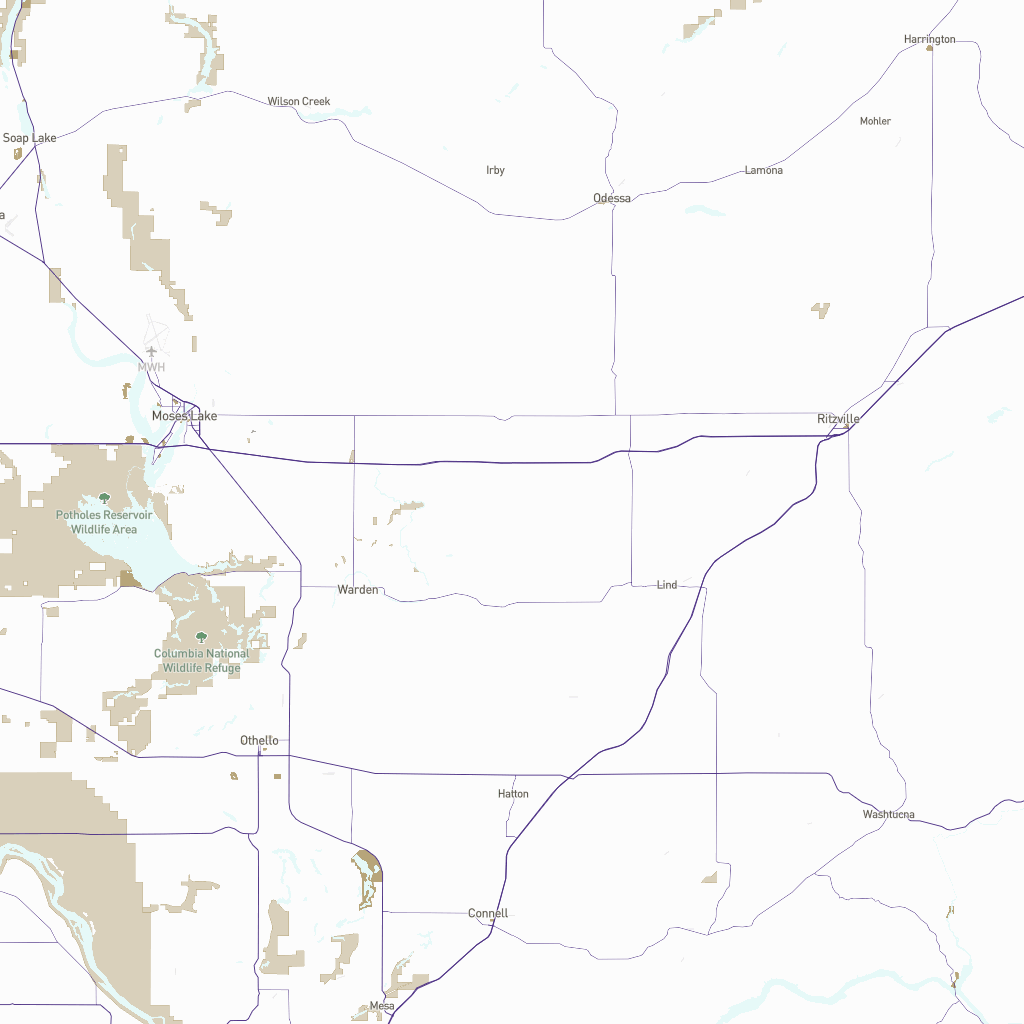 Harrington
Wilson Creek
Mohler
Soap Lake
Irby
Lamona
Odessa
a
MWH
Moses Lake
Ritzville
Potholes Reservoir
Wildlife Area
Lind
Warden
Columbia National
Wildlife Refuge
Othello
Hatton
Washtucna
Connell
Mesa